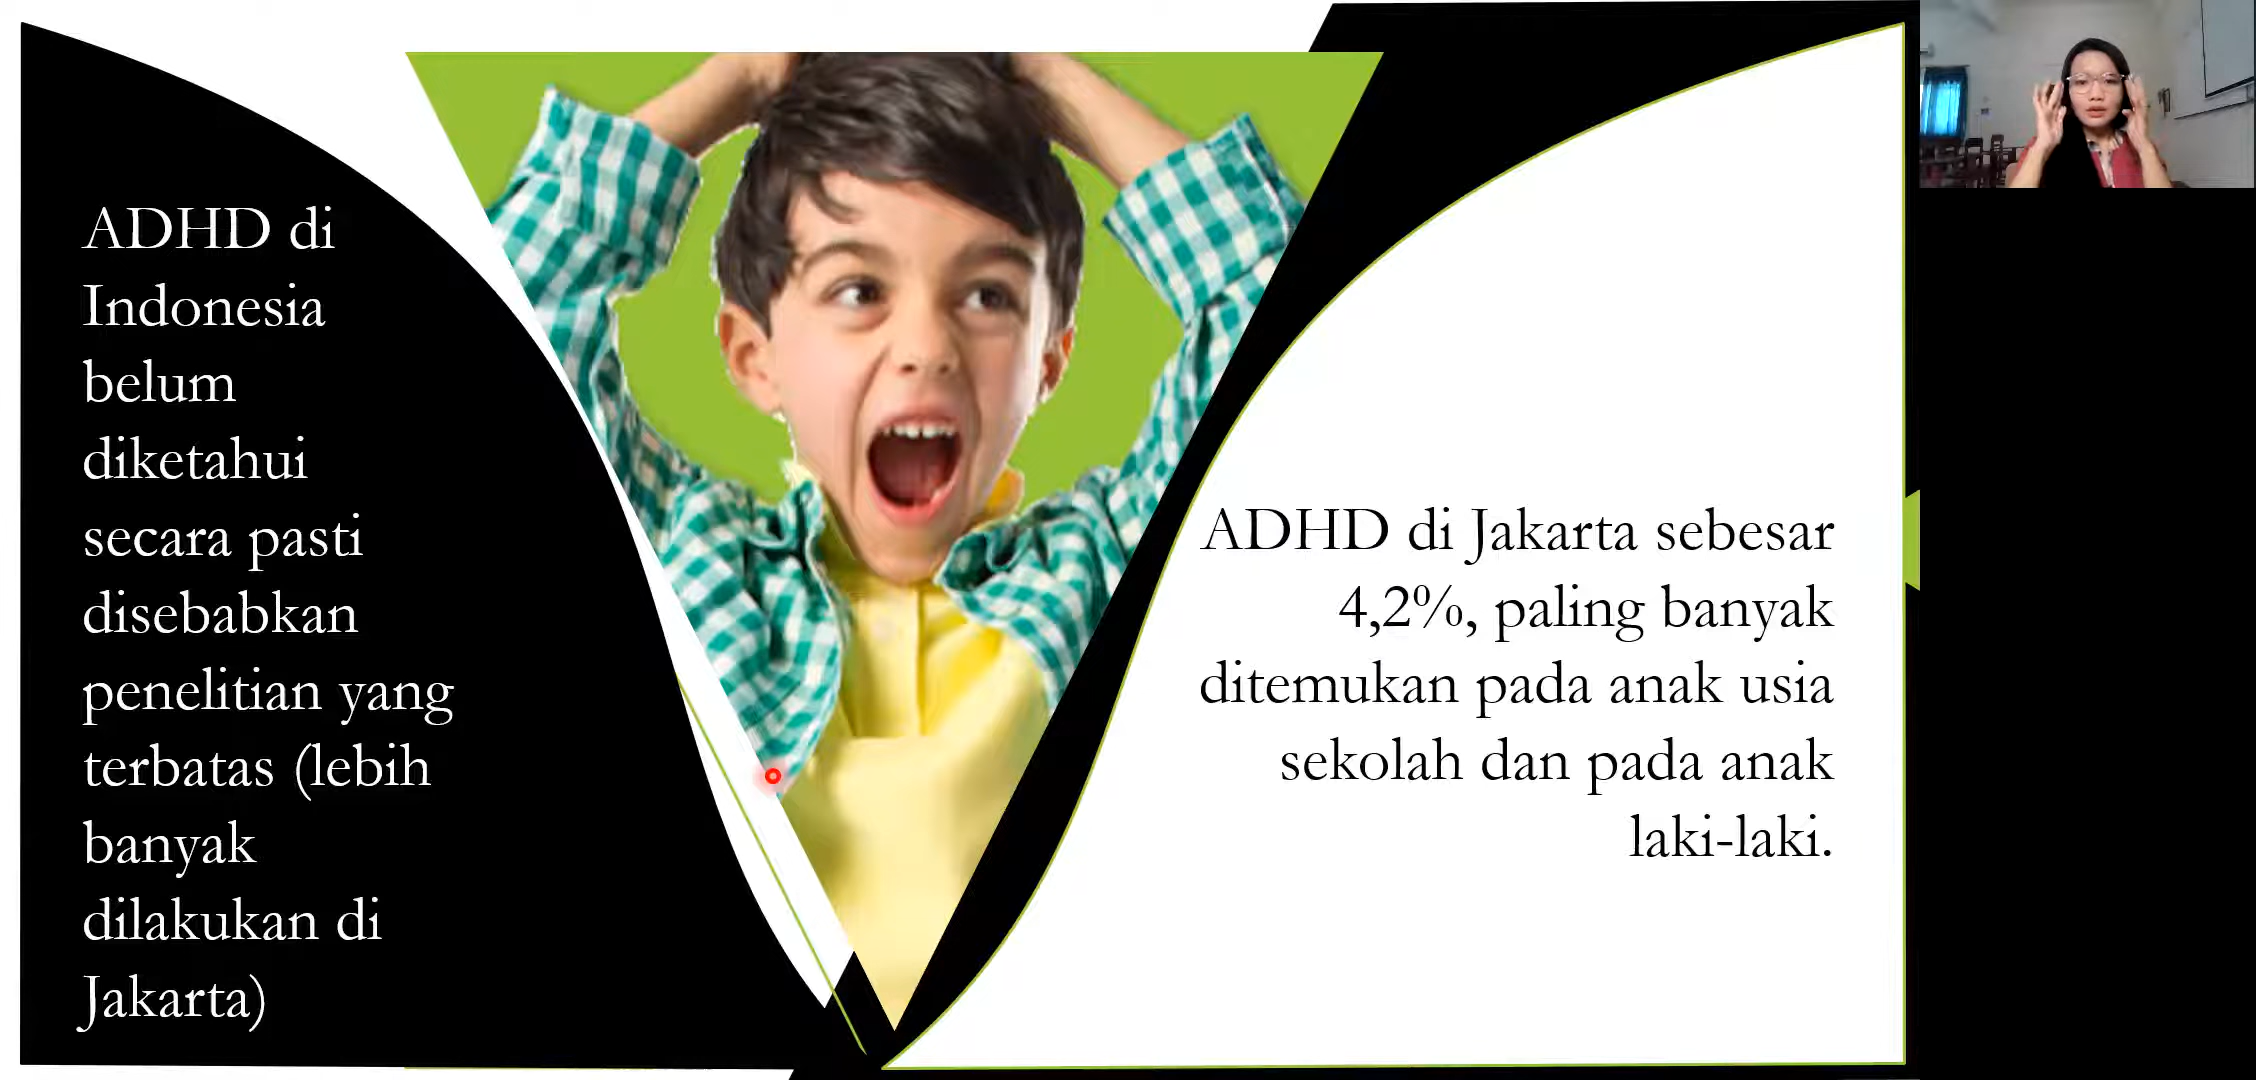 ADHD di
Indonesia
belum
diketahui
secara pasti
disebabkan
penelitian yang
terbatas (lebih
banyak
dilakukan di
Jakarta)
ADHD di Jakarta sebesar
4,2%, paling banyak
ditemukan pada anak usia
sekolah dan pada anak
laki-laki.